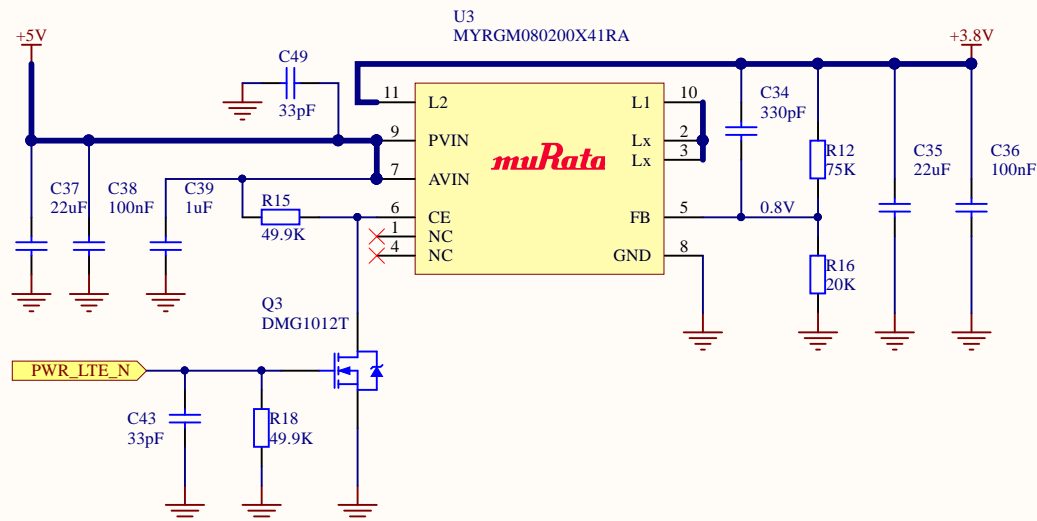 U3
MYRGM080200X41RA
+5V
+3.8V
C49
33pF
11
L2
L1
10
9
PVIN
Lx
2
Lx
3
7
AVIN
6
CE
FB
5
1
NC
4
NC
GND
8
muRata
C34
330pF
0.8V
R12
75K
R16
20K
C35
22uF
C36
100nF
C37
22uF
C38
100nF
C39
1uF
R15
49.9K
Q3
DMG1012T
PWR_LTE_N
C43
33pF
R18
49.9K